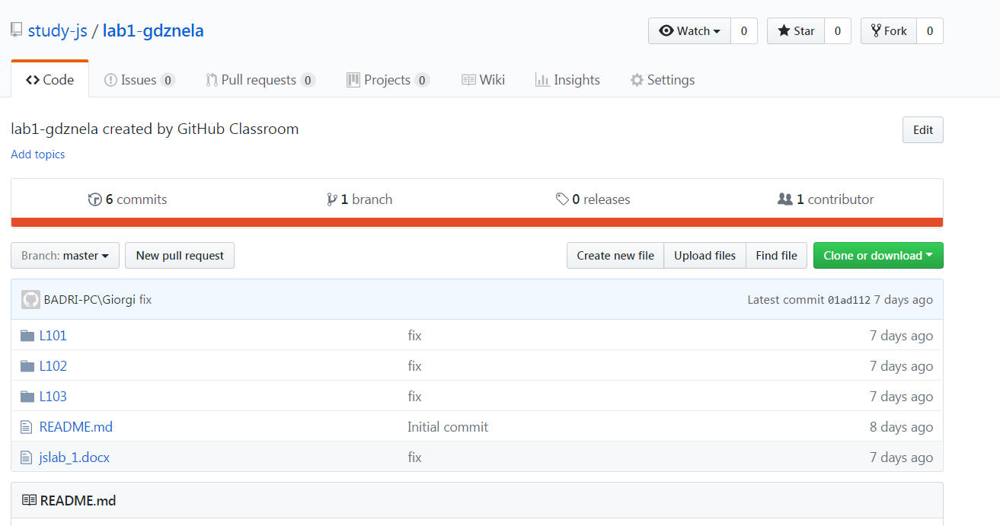 study-js / lab1-gdznela
Watch 0 Star 0 Fork 0
Code Issues 0 Pull requests 0 Projects 0 Wiki Insights Settings
lab1-gdznela created by GitHub Classroom
Edit
Add topics
6 commits 1 branch 0 releases 1 contributor
Branch: master New pull request Create new file Upload files Find file Clone or download
BADRI-PC\Giorgi fix Latest commit 01ad112 7 days ago
L101 fix 7 days ago
L102 fix 7 days ago
L103 fix 7 days ago
README.md Initial commit 8 days ago
jslab_1.docx fix 7 days ago
README.md